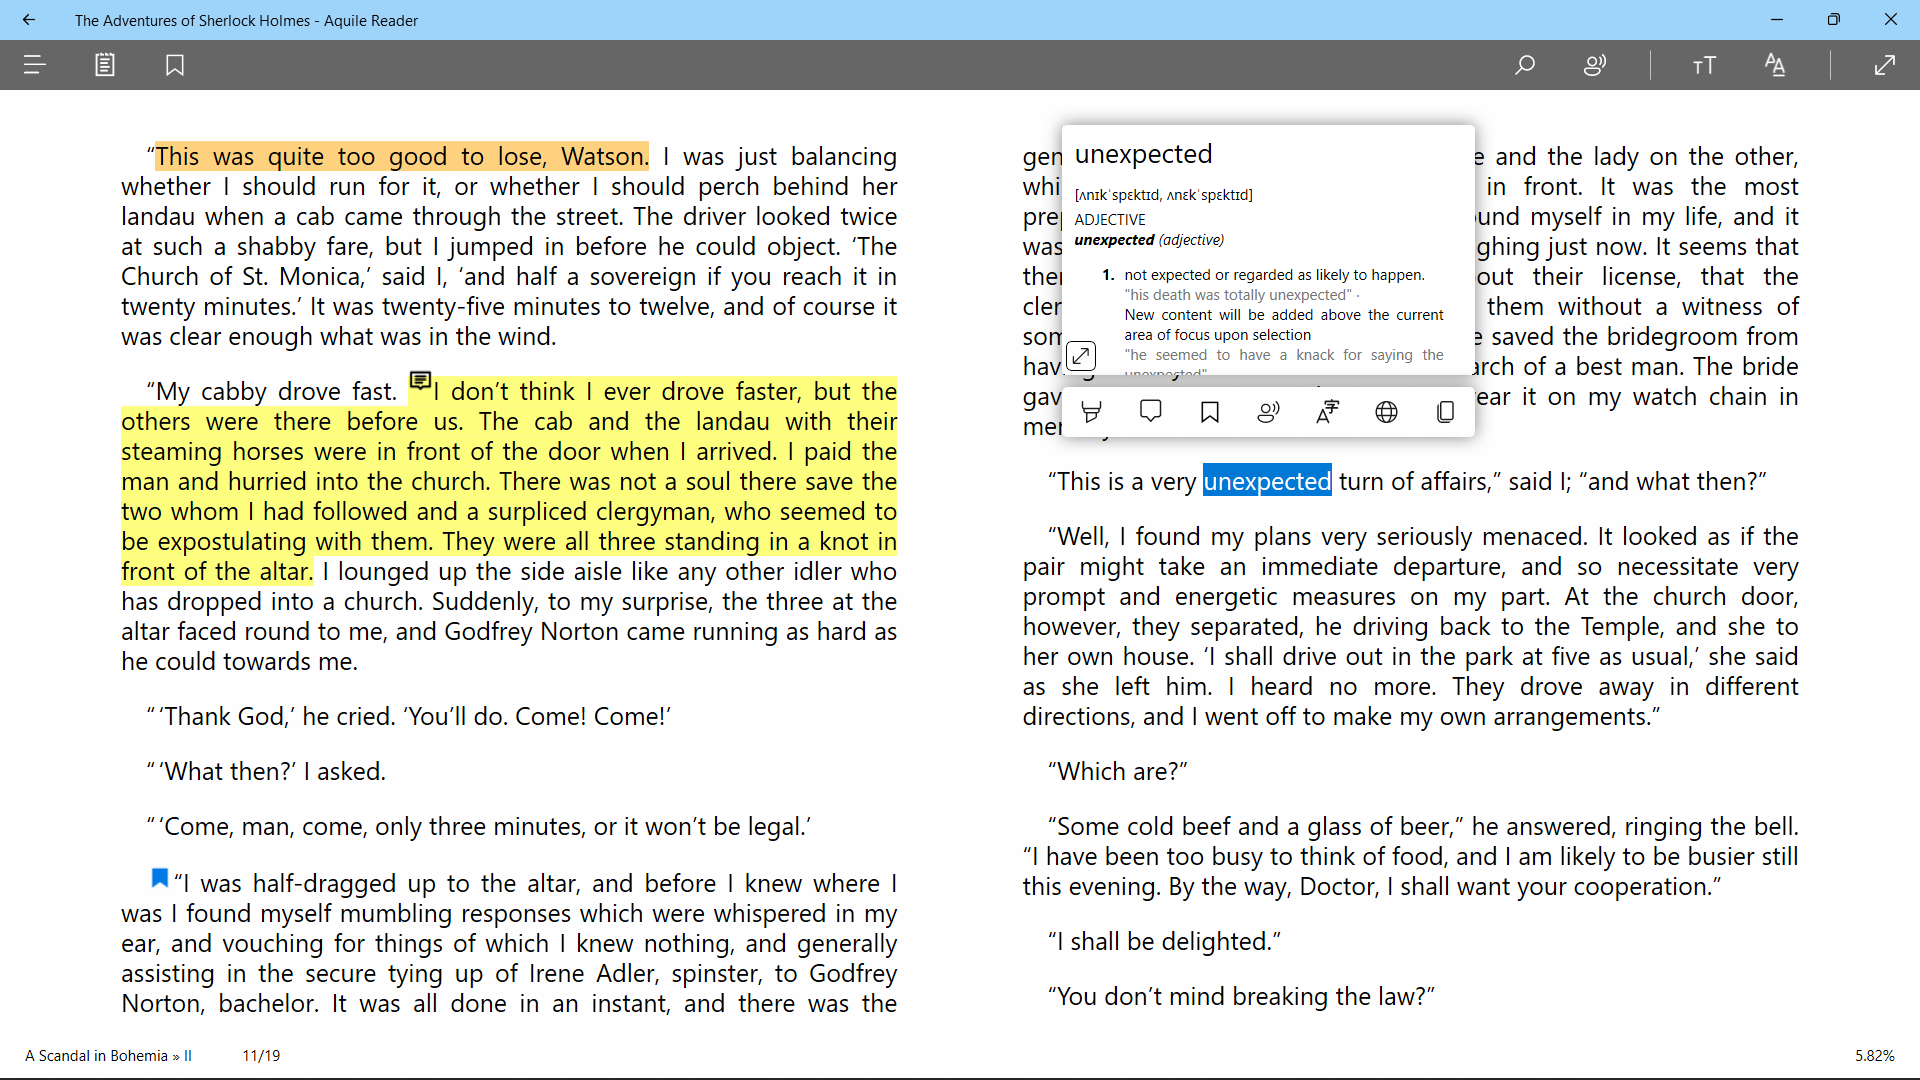 The Adventures of Sherlock Holmes - Aquile Reader
“This was quite too good to lose, Watson. I was just balancing
whether I should run for it, or whether I should perch behind her
landau when a cab came through the street. The driver looked twice
at such a shabby fare, but I jumped in before he could object. ‘The
Church of St. Monica,’ said I, ‘and half a sovereign if you reach it in
twenty minutes.’ It was twenty-five minutes to twelve, and of course it
was clear enough what was in the wind.
“My cabby drove fast. I don’t think I ever drove faster, but the
others were there before us. The cab and the landau with their
steaming horses were in front of the door when I arrived. I paid the
man and hurried into the church. There was not a soul there save the
two whom I had followed and a surpliced clergyman, who seemed to
be expostulating with them. They were all three standing in a knot in
front of the altar. I lounged up the side aisle like any other idler who
has dropped into a church. Suddenly, to my surprise, the three at the
altar faced round to me, and Godfrey Norton came running as hard as
he could towards me.
“ ‘Thank God,’ he cried. ‘You’ll do. Come! Come!’
“ ‘What then?’ I asked.
“ ‘Come, man, come, only three minutes, or it won’t be legal.’
“I was half-dragged up to the altar, and before I knew where I
was I found myself mumbling responses which were whispered in my
ear, and vouching for things of which I knew nothing, and generally
assisting in the secure tying up of Irene Adler, spinster, to Godfrey
Norton, bachelor. It was all done in an instant, and there was the
unexpected
[ʌnɪkˈspɛktɪd, ʌnɛkˈspɛktɪd]
ADJECTIVE
unexpected (adjective)
1. not expected or regarded as likely to happen.
"his death was totally unexpected" ·
New content will be added above the current
area of focus upon selection
"he seemed to have a knack for saying the
unexpected"
and the lady on the other,
in front. It was the most
myself in my life, and it
just now. It seems that
their license, that the
them without a witness of
saved the bridegroom from
of a best man. The bride
it on my watch chain in
“This is a very unexpected turn of affairs,” said I; “and what then?”
“Well, I found my plans very seriously menaced. It looked as if the
pair might take an immediate departure, and so necessitate very
prompt and energetic measures on my part. At the church door,
however, they separated, he driving back to the Temple, and she to
her own house. ‘I shall drive out in the park at five as usual,’ she said
as she left him. I heard no more. They drove away in different
directions, and I went off to make my own arrangements.”
“Which are?”
“Some cold beef and a glass of beer,” he answered, ringing the bell.
“I have been too busy to think of food, and I am likely to be busier still
this evening. By the way, Doctor, I shall want your cooperation.”
“I shall be delighted.”
“You don’t mind breaking the law?”
A Scandal in Bohemia » II 11/19 5.82%